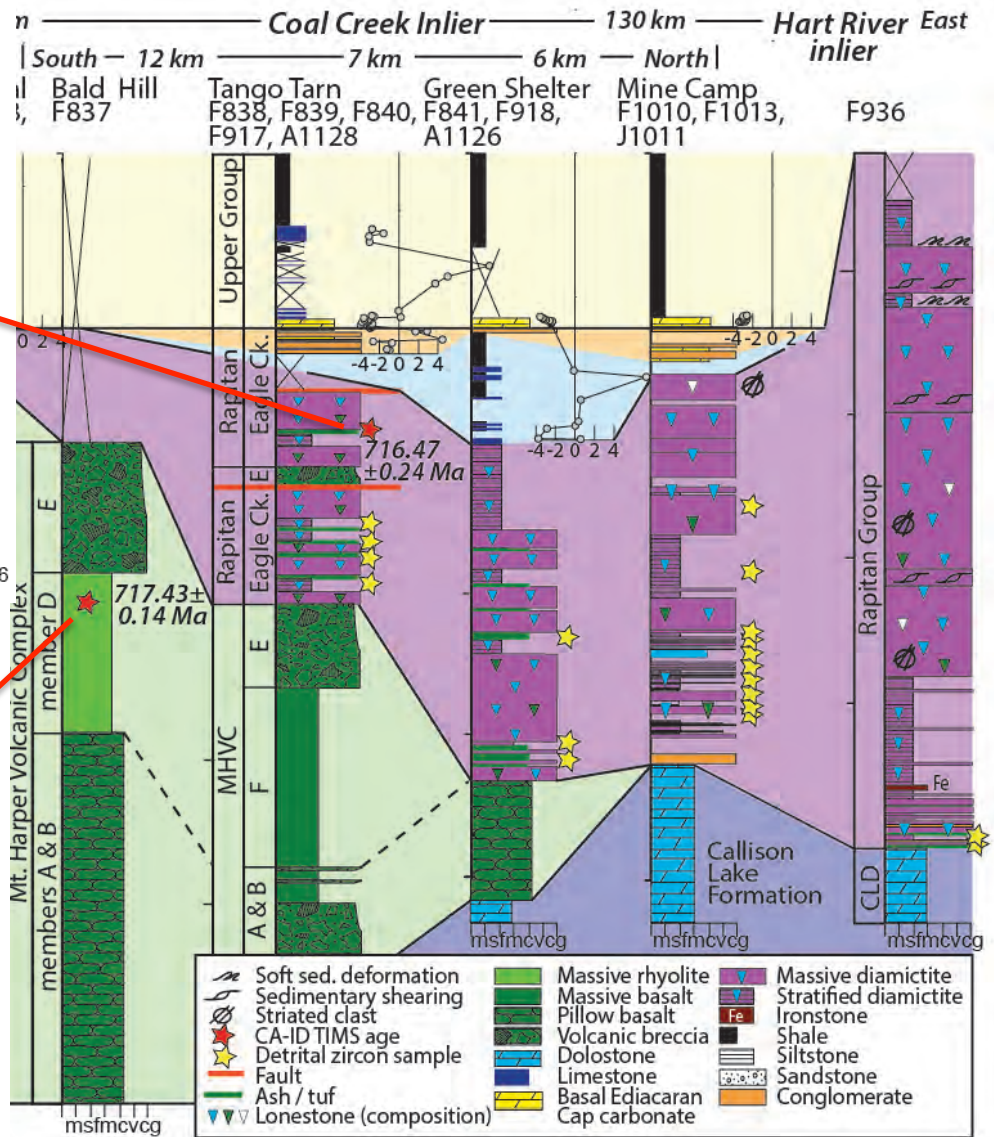 Coal Creek Inlier 130 km Hart River East
inlier
South 12 km 7 km 6 km North
Bald Hill Tango Tarn Green Shelter Mine Camp
F837 F838, F839, F840, F841, F918, F1010, F1013, F936
F917, A1128 A1126 J1011
Upper Group
Rapitan
Eagle Ck.
E
Rapitan
Eagle Ck.
MHVC
E
F
A & B
0 2 4
-4 -2 0 2 4
-4 -2 0 2 4
-4 -2 0 2 4
716.47
±0.24 Ma
717.43±
0.14 Ma
6
Mt. Harper Volcanic Complex
E
member D
members A & B
Rapitan Group
CLD
Fe
Callison
Lake
Formation
msfmcvcg msfmcvcg msfmcvcg
Soft sed. deformation Massive rhyolite Massive diamictite
Sedimentary shearing Massive basalt Stratified diamictite
Striated clast Pillow basalt Fe Ironstone
CA-ID TIMS age Volcanic breccia Shale
Detrital zircon sample Dolostone Siltstone
Fault Limestone Sandstone
Ash / tuf Basal Ediacaran Conglomerate
Lonestone (composition) Cap carbonate
msfmcvcg